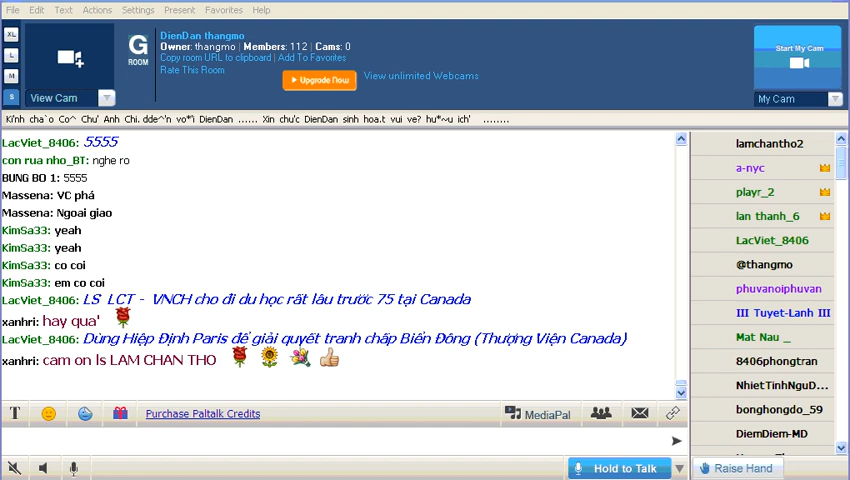 File Edit Text Actions Settings Present Favorites Help
XL
L
M
S
View Cam
G
ROOM
DienDan thangmo
Owner: thangmo | Members: 112 | Cams: 0
Copy room URL to clipboard | Add To Favorites
Rate This Room
Upgrade Now
View unlimited Webcams
Start My Cam
My Cam
Ki'nh cha`o Co^ Chu' Anh Chi. dde^'n vo*'i DienDan ...... Xin chu'c DienDan sinh hoa.t vui ve? hu*~u ich' ........
LacViet_8406: 5555
con rua nho_BT: nghe ro
BUNG BO 1: 5555
Massena: VC phá
Massena: Ngoai giao
KimSa33: yeah
KimSa33: yeah
KimSa33: co coi
KimSa33: em co coi
LacViet_8406: LS LCT - VNCH cho đi du học rất lâu trước 75 tại Canada
xanhri: hay qua'
LacViet_8406: Dùng Hiệp Định Paris để giải quyết tranh chấp Biển Đông (Thượng Viện Canada)
xanhri: cam on ls LAM CHAN THO
T
Purchase Paltalk Credits
MediaPal
Hold to Talk
lamchantho2
a-nyc
playr_2
lan thanh_6
LacViet_8406
@thangmo
phuvanoiphuvan
III Tuyet-Lanh III
Mat Nau _
8406phongtran
NhietTinhNguD...
bonghongdo_59
DiemDiem-MD
Raise Hand